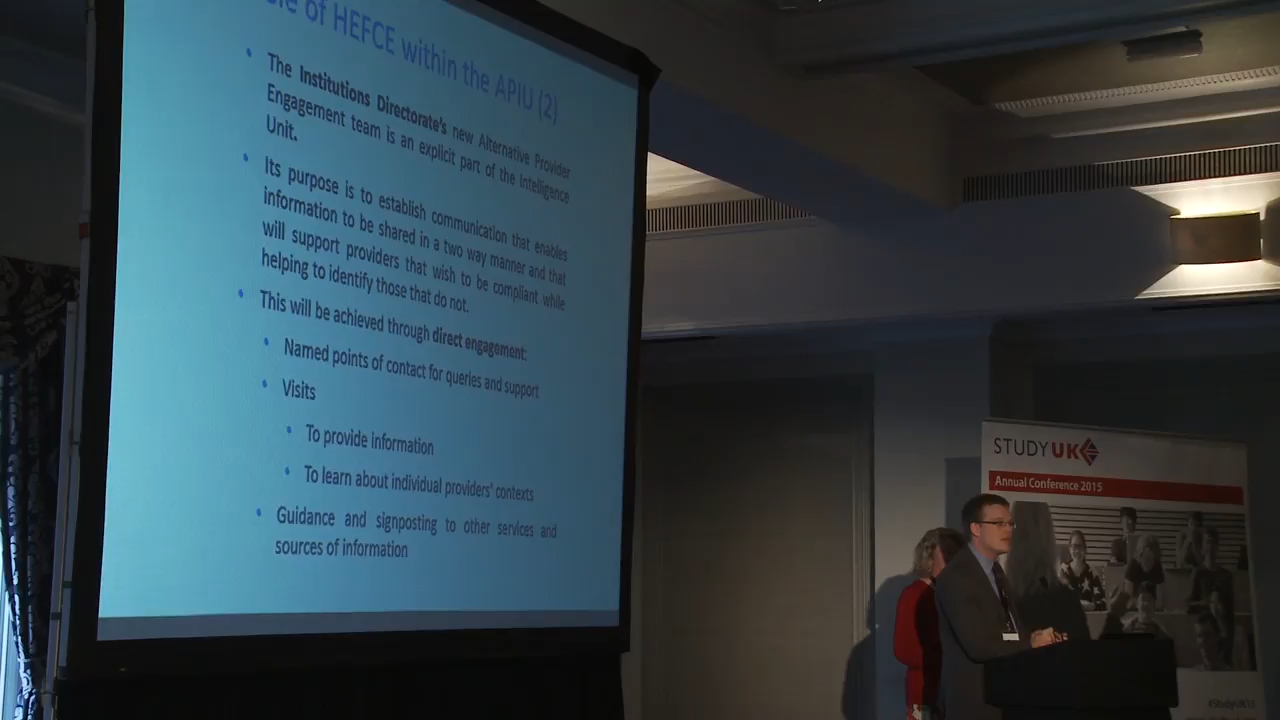 of HEFCE within the APIU (2)
• The Institutions Directorate's new Alternative Provider
Engagement team is an explicit part of the Intelligence
Unit.
• Its purpose is to establish communication that enables
information to be shared in a two way manner and that
will support providers that wish to be compliant while
helping to identify those that do not.
• This will be achieved through direct engagement:
• Named points of contact for queries and support
• Visits
• To provide information
• To learn about individual providers' contexts
• Guidance and signposting to other services and
sources of information
STUDY UK
Annual Conference 2015
#StudyUK15